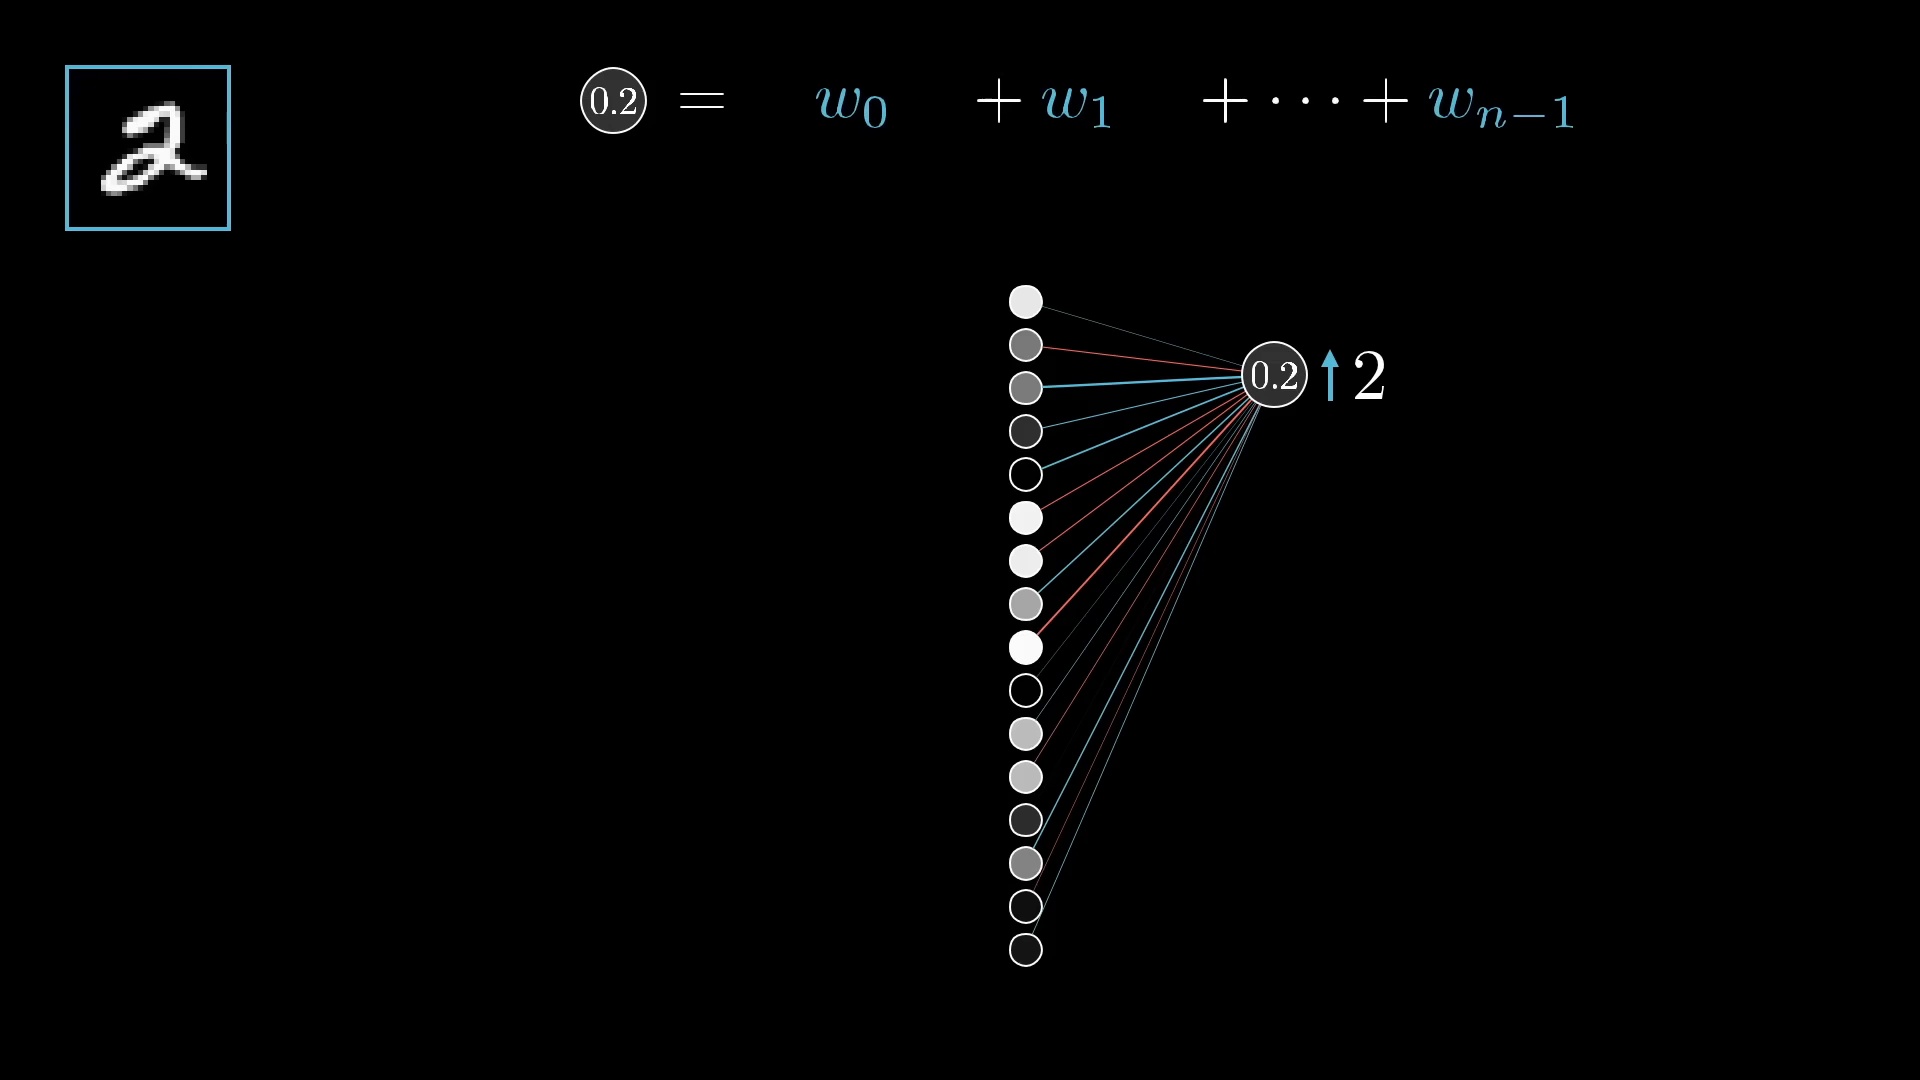 2
0.2 = w₀ + w₁ + ⋯ + wₙ₋₁
0.2 ↑ 2